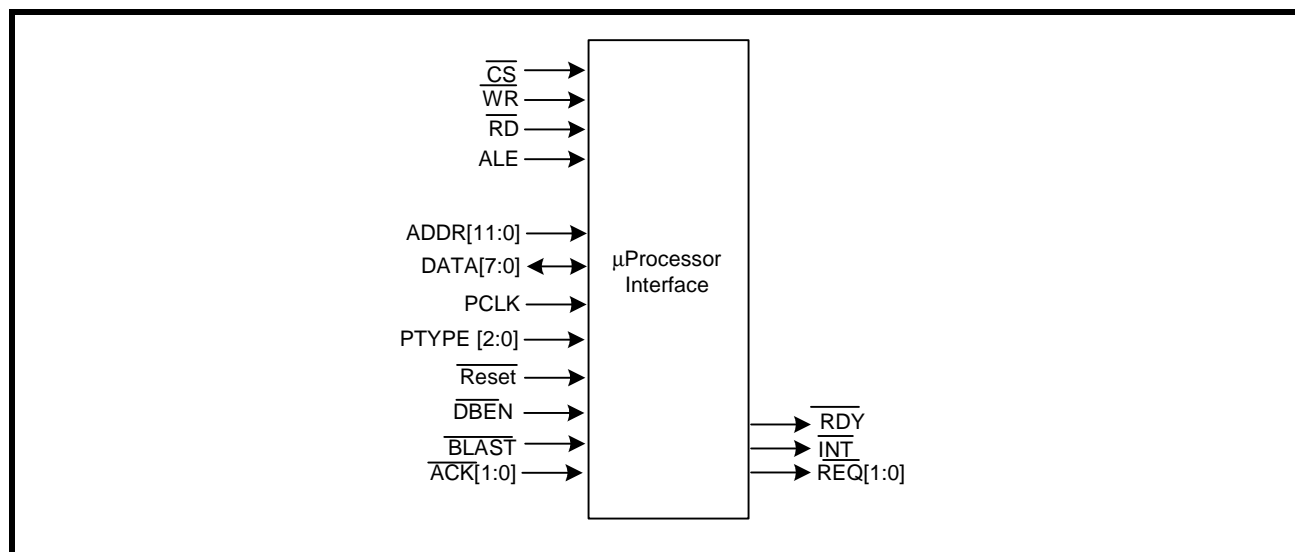 CS
WR
RD
ALE
ADDR[11:0]
DATA[7:0]
PCLK
PTYPE [2:0]
Reset
DBEN
BLAST
ACK[1:0]
μProcessor
Interface
RDY
INT
REQ[1:0]